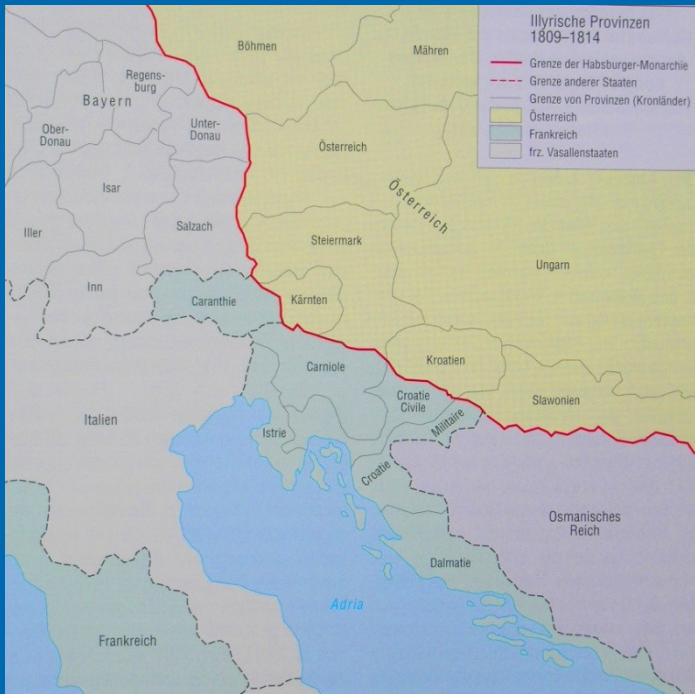 Illyrische Provinzen
1809–1814
Grenze der Habsburger-Monarchie
Grenze anderer Staaten
Grenze von Provinzen (Kronländer)
Österreich
Frankreich
frz. Vasallenstaaten
Böhmen
Mähren
Regens-
burg
Bayern
Ober-
Donau
Unter-
Donau
Österreich
Isar
Österreich
Iller
Salzach
Steiermark
Ungarn
Inn
Caranthie
Kärnten
Carniole
Kroatien
Croatie
Civile
Slawonien
Italien
Istrie
Militaire
Croatie
Osmanisches
Reich
Dalmatie
Adria
Frankreich